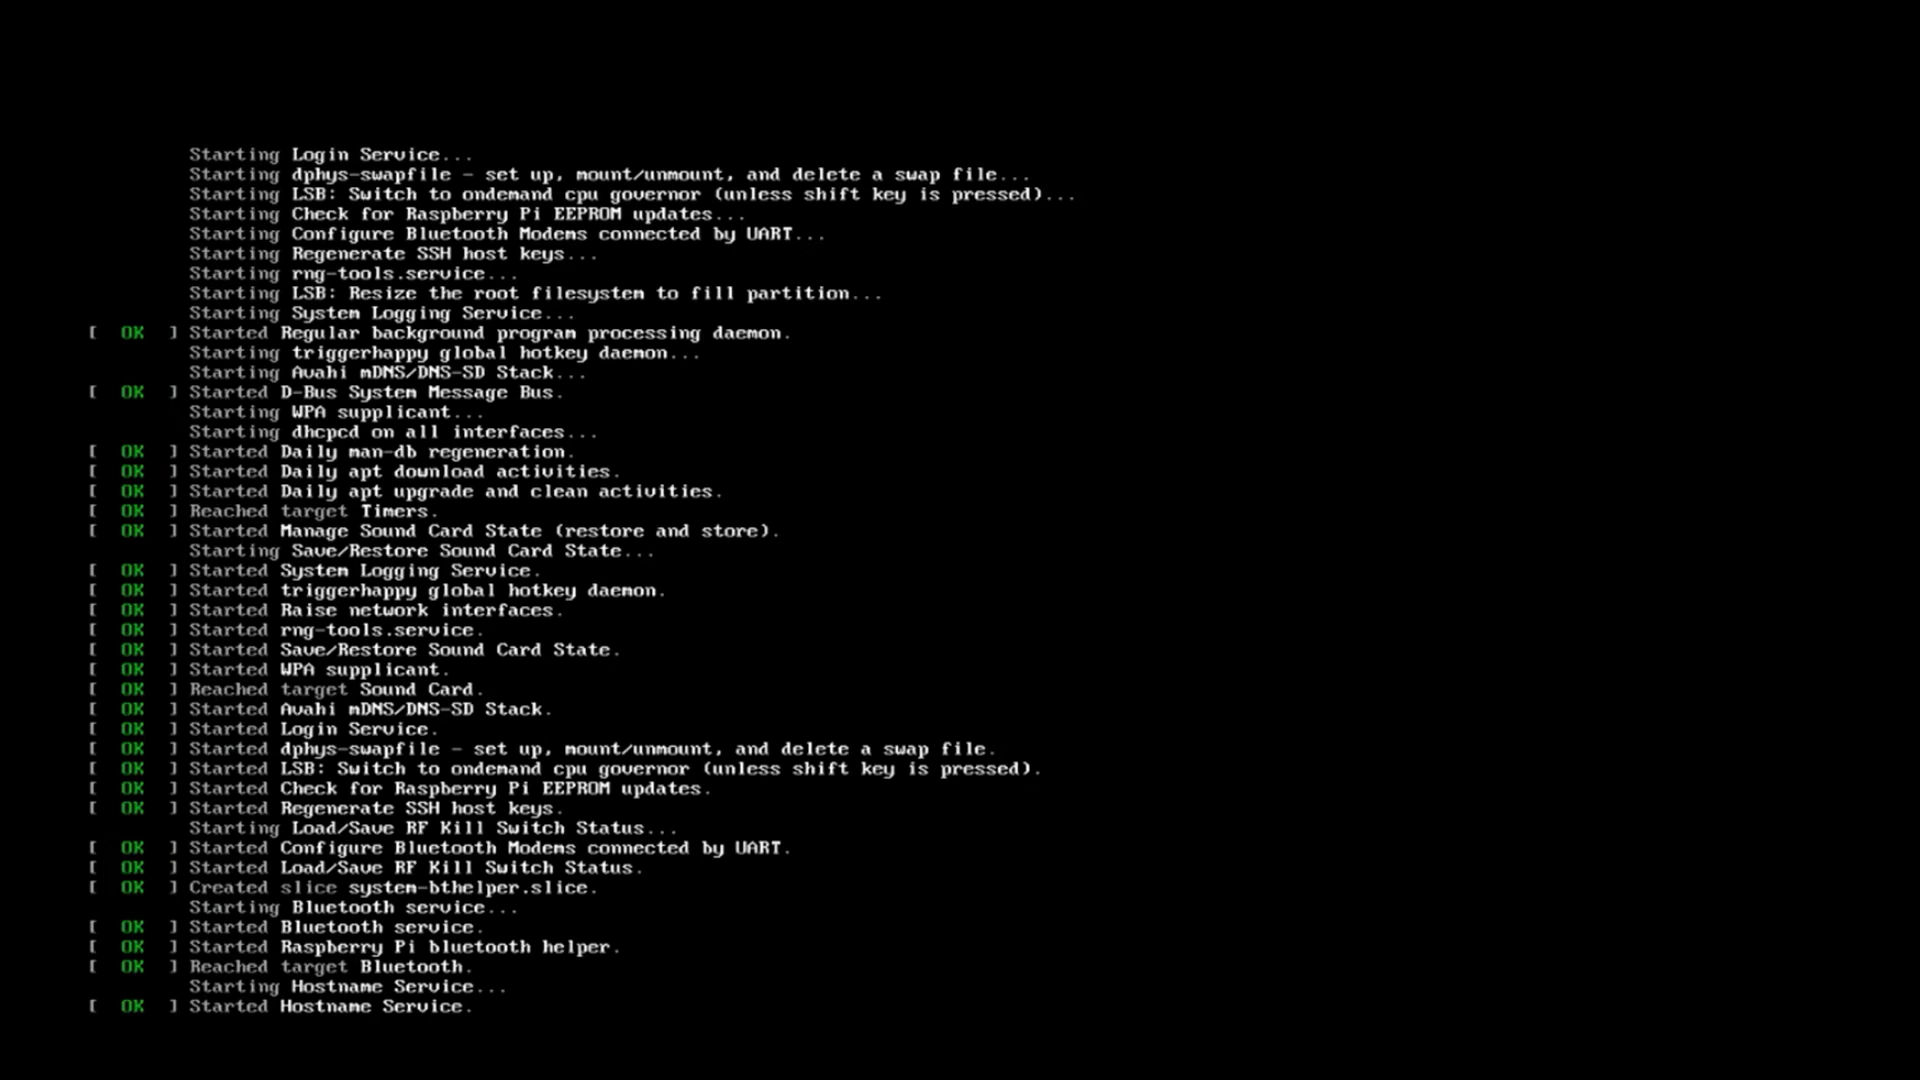 Starting Login Service...
Starting dphys-swapfile - set up, mount/unmount, and delete a swap file...
Starting LSB: Switch to ondemand cpu governor (unless shift key is pressed)...
Starting Check for Raspberry Pi EEPROM updates...
Starting Configure Bluetooth Modems connected by UART...
Starting Regenerate SSH host keys...
Starting rng-tools.service...
Starting LSB: Resize the root filesystem to fill partition...
Starting System Logging Service...
[  OK  ] Started Regular background program processing daemon.
Starting triggerhappy global hotkey daemon...
Starting Avahi mDNS/DNS-SD Stack...
[  OK  ] Started D-Bus System Message Bus.
Starting WPA supplicant...
Starting dhcpcd on all interfaces...
[  OK  ] Started Daily man-db regeneration.
[  OK  ] Started Daily apt download activities.
[  OK  ] Started Daily apt upgrade and clean activities.
[  OK  ] Reached target Timers.
[  OK  ] Started Manage Sound Card State (restore and store).
Starting Save/Restore Sound Card State...
[  OK  ] Started System Logging Service.
[  OK  ] Started triggerhappy global hotkey daemon.
[  OK  ] Started Raise network interfaces.
[  OK  ] Started rng-tools.service.
[  OK  ] Started Save/Restore Sound Card State.
[  OK  ] Started WPA supplicant.
[  OK  ] Reached target Sound Card.
[  OK  ] Started Avahi mDNS/DNS-SD Stack.
[  OK  ] Started Login Service.
[  OK  ] Started dphys-swapfile - set up, mount/unmount, and delete a swap file.
[  OK  ] Started LSB: Switch to ondemand cpu governor (unless shift key is pressed).
[  OK  ] Started Check for Raspberry Pi EEPROM updates.
[  OK  ] Started Regenerate SSH host keys.
Starting Load/Save RF Kill Switch Status...
[  OK  ] Started Configure Bluetooth Modems connected by UART.
[  OK  ] Started Load/Save RF Kill Switch Status.
[  OK  ] Created slice system-bthelper.slice.
Starting Bluetooth service...
[  OK  ] Started Bluetooth service.
[  OK  ] Started Raspberry Pi bluetooth helper.
[  OK  ] Reached target Bluetooth.
Starting Hostname Service...
[  OK  ] Started Hostname Service.